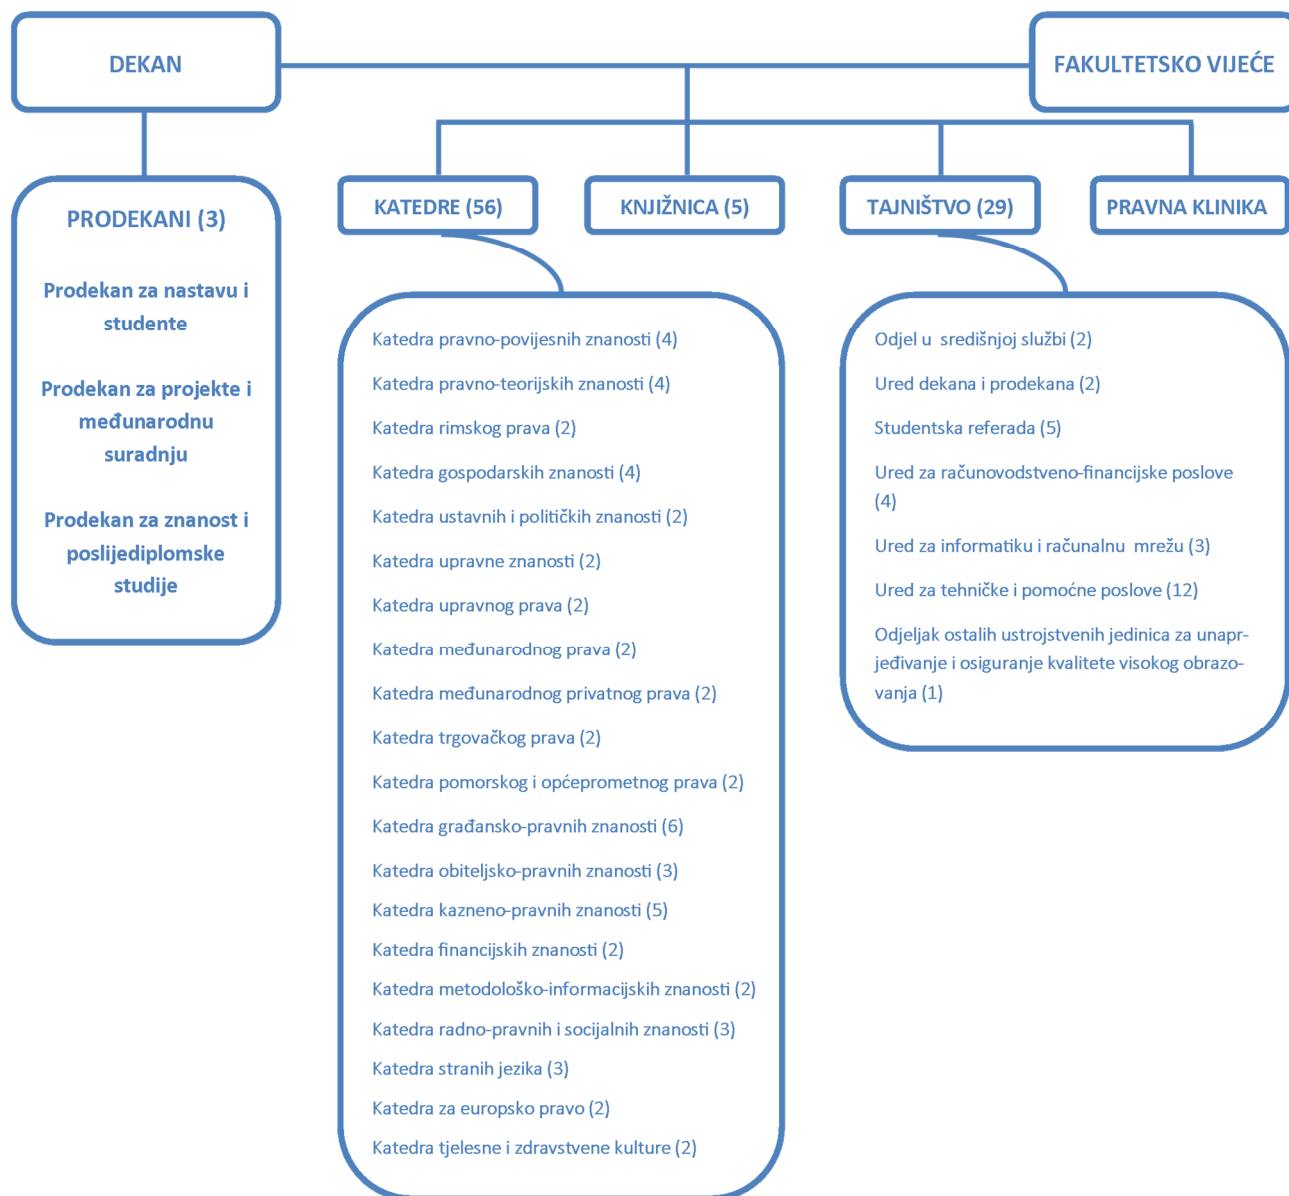 DEKAN
FAKULTETSKO VIJEĆE
PRODEKANI (3)
Prodekan za nastavu i
studente
Prodekan za projekte i
međunarodnu
suradnju
Prodekan za znanost i
poslijediplomske
studije
KATEDRE (56)
KNJIŽNICA (5)
TAJNIŠTVO (29)
PRAVNA KLINIKA
Katedra pravno-povijesnih znanosti (4)
Katedra pravno-teorijskih znanosti (4)
Katedra rimskog prava (2)
Katedra gospodarskih znanosti (4)
Katedra ustavnih i političkih znanosti (2)
Katedra upravne znanosti (2)
Katedra upravnog prava (2)
Katedra međunarodnog prava (2)
Katedra međunarodnog privatnog prava (2)
Katedra trgovačkog prava (2)
Katedra pomorskog i općeprometnog prava (2)
Katedra građansko-pravnih znanosti (6)
Katedra obiteljsko-pravnih znanosti (3)
Katedra kazneno-pravnih znanosti (5)
Katedra financijskih znanosti (2)
Katedra metodološko-informacijskih znanosti (2)
Katedra radno-pravnih i socijalnih znanosti (3)
Katedra stranih jezika (3)
Katedra za europsko pravo (2)
Katedra tjelesne i zdravstvene kulture (2)
Odjel u središnjoj službi (2)
Ured dekana i prodekana (2)
Studentska referada (5)
Ured za računovodstveno-financijske poslove
(4)
Ured za informatiku i računalnu mrežu (3)
Ured za tehničke i pomoćne poslove (12)
Odjeljak ostalih ustrojstvenih jedinica za unapr-
jeđivanje i osiguranje kvalitete visokog obrazo-
vanja (1)